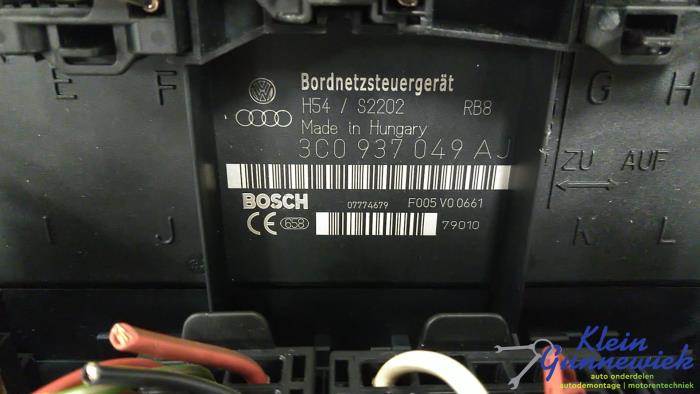 E F
Bordnetzsteuergerät
H54 / S2202 RB8
Made in Hungary
3C0 937 049 AJ
G H
ZU AUF
BOSCH 07774679 F005 V0 0661
CE 658 79010
I J
K L
Klein
Gunnewiek
auto onderdelen
autodemontage | motorentechniek